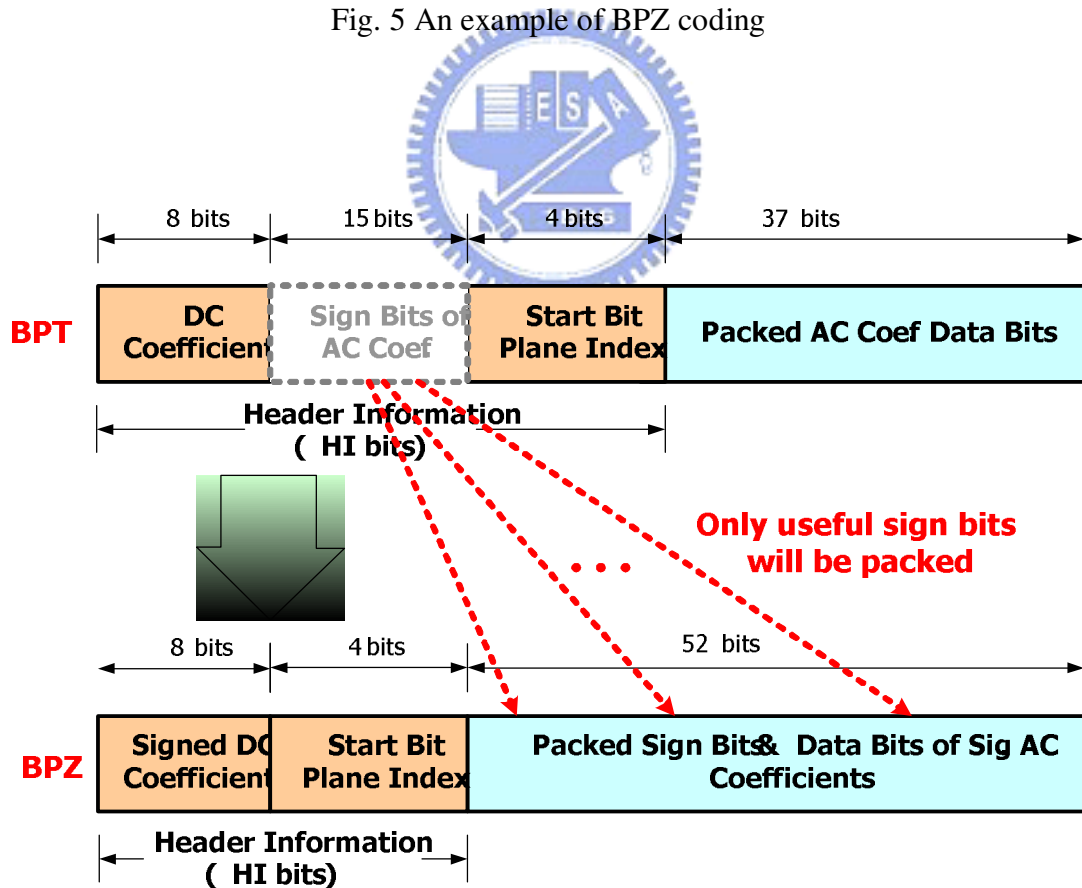 Fig. 5 An example of BPZ coding
E S A
8 bits
15 bits
4 bits
37 bits
BPT
DC
Coefficient
Sign Bits of
AC Coef
Start Bit
Plane Index
Packed AC Coef Data Bits
Header Information
( HI bits)
Only useful sign bits
will be packed
8 bits
4 bits
52 bits
BPZ
Signed DC
Coefficient
Start Bit
Plane Index
Packed Sign Bits& Data Bits of Sig AC
Coefficients
Header Information
( HI bits)